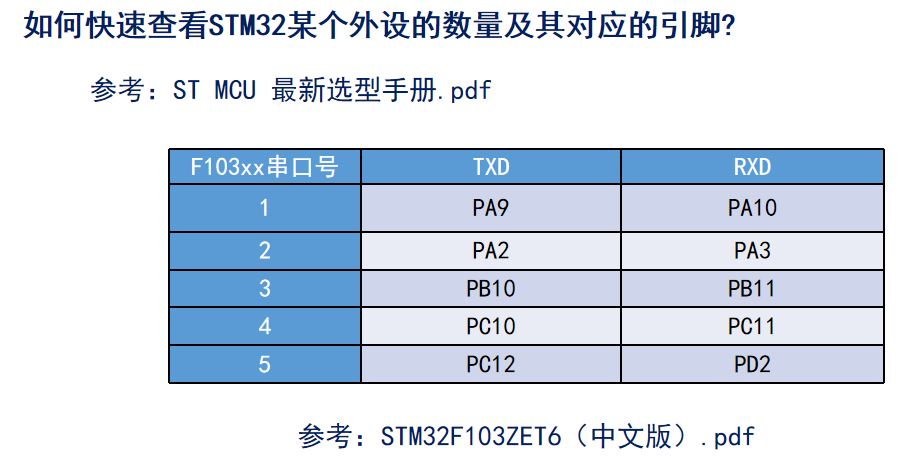 如何快速查看STM32某个外设的数量及其对应的引脚?
参考：ST MCU 最新选型手册.pdf
F103xx串口号 TXD RXD
1 PA9 PA10
2 PA2 PA3
3 PB10 PB11
4 PC10 PC11
5 PC12 PD2
参考：STM32F103ZET6（中文版）.pdf